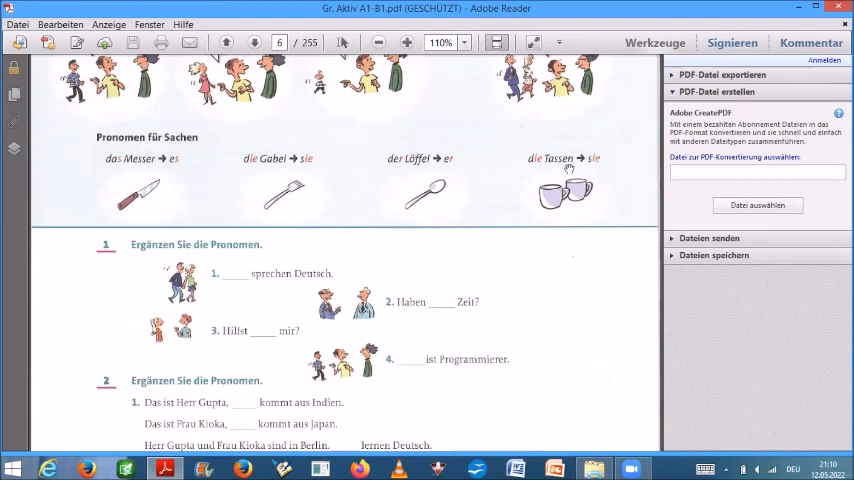 Gr. Aktiv A1-B1.pdf (GESCHÜTZT) - Adobe Reader
Datei Bearbeiten Anzeige Fenster Hilfe
6 / 255 110% Werkzeuge Signieren Kommentar
Anmelden
PDF-Datei exportieren
PDF-Datei erstellen
Adobe CreatePDF
Mit einem bezahlten Abonnement Dateien in das
PDF-Format konvertieren und sie schnell und einfach
mit anderen Dateitypen zusammenführen.
Datei zur PDF-Konvertierung auswählen:
Datei auswählen
Dateien senden
Dateien speichern
Pronomen für Sachen
das Messer → es die Gabel → sie der Löffel → er die Tassen → sie
1 Ergänzen Sie die Pronomen.
1. _____ sprechen Deutsch.
2. Haben _____ Zeit?
3. Hilfst _____ mir?
4. _____ ist Programmierer.
2 Ergänzen Sie die Pronomen.
1. Das ist Herr Gupta, _____ kommt aus Indien.
Das ist Frau Kioka, _____ kommt aus Japan.
Herr Gupta und Frau Kioka sind in Berlin. _____ lernen Deutsch.
DEU
21:10
12.05.2022